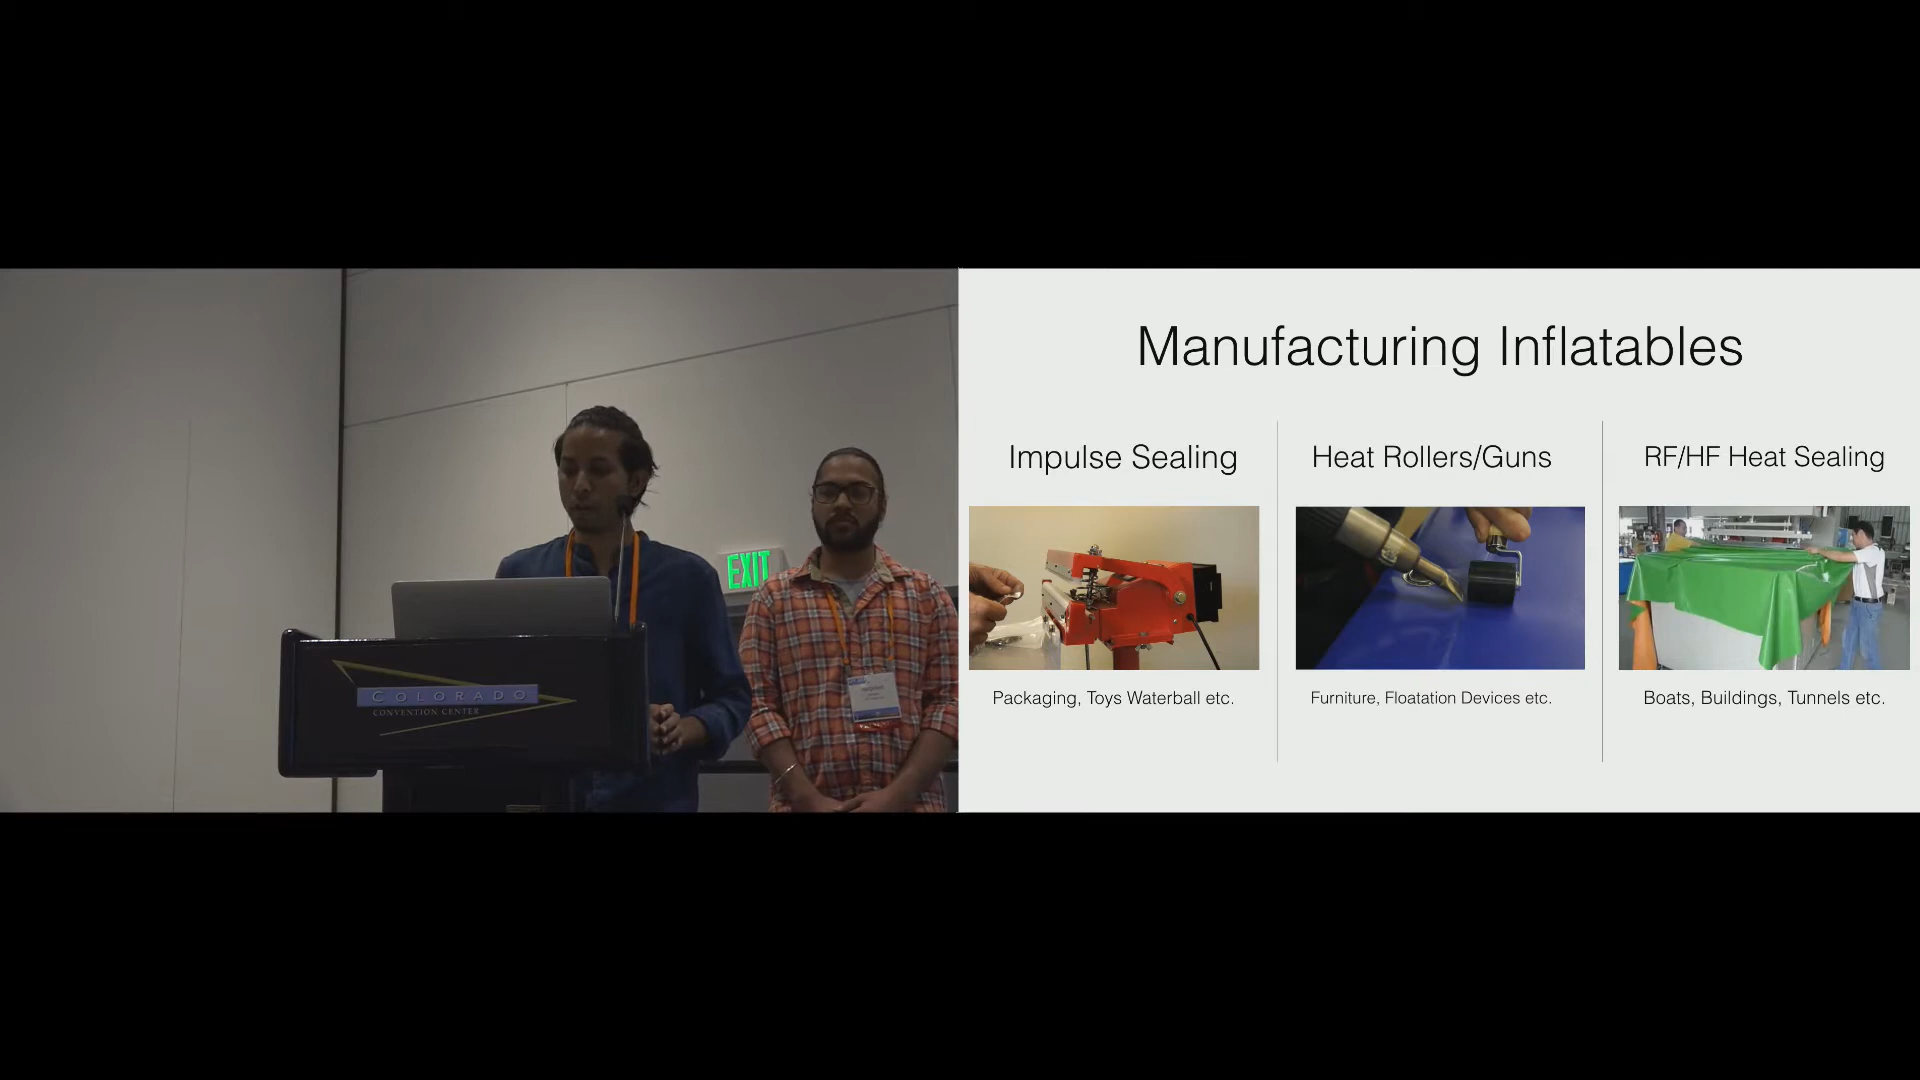 EXIT
COLORADO
CONVENTION CENTER
Manufacturing Inflatables
Impulse Sealing
Packaging, Toys Waterball etc.
Heat Rollers/Guns
Furniture, Floatation Devices etc.
RF/HF Heat Sealing
Boats, Buildings, Tunnels etc.